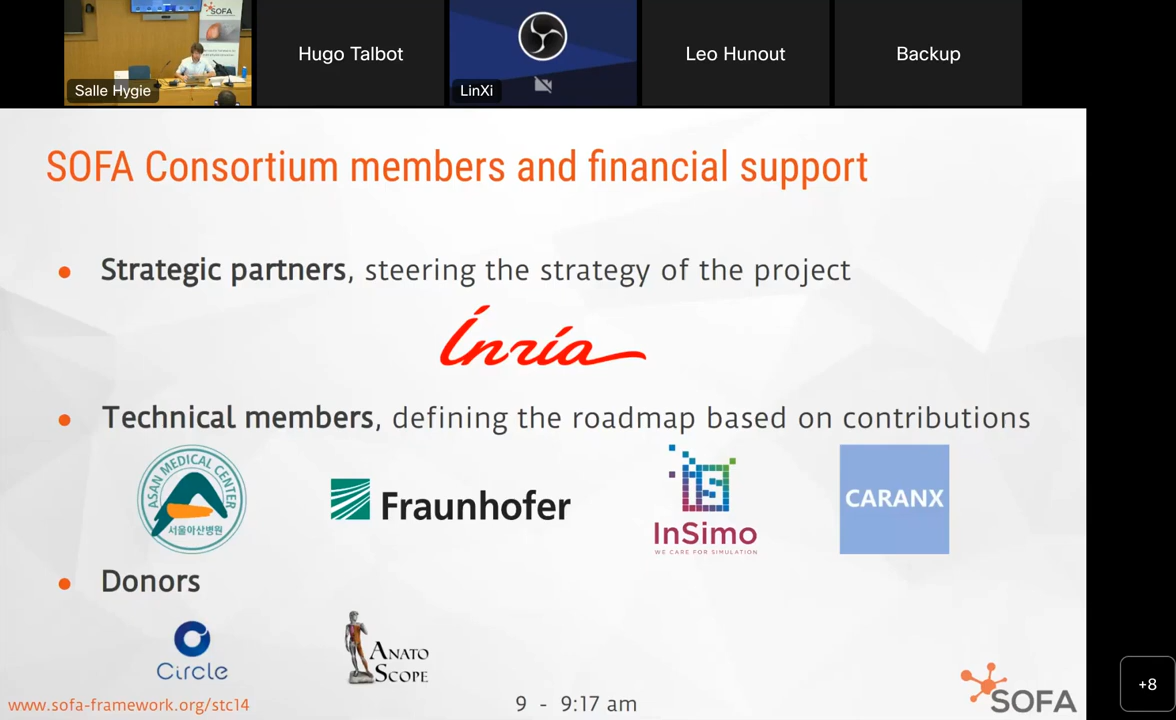 SOFA
Salle Hygie
Hugo Talbot
LinXi
Leo Hunout
Backup
SOFA Consortium members and financial support
Strategic partners, steering the strategy of the project
Inria
Technical members, defining the roadmap based on contributions
ASAN MEDICAL CENTER
서울아산병원
Fraunhofer
InSimo
WE CARE FOR SIMULATION
CARANX
Donors
Circle
ANATO
SCOPE
www.sofa-framework.org/stc14
9 - 9:17 am
SOFA
+8